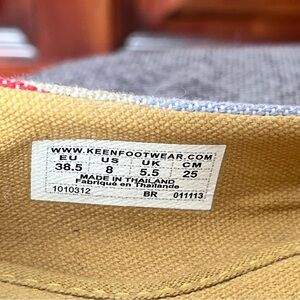 WWW.KEENFOOTWEAR.COM
EU US UK CM
38.5 8 5.5 25
MADE IN THAILAND
Fabriqué en Thaïlande
1010312 BR 011113